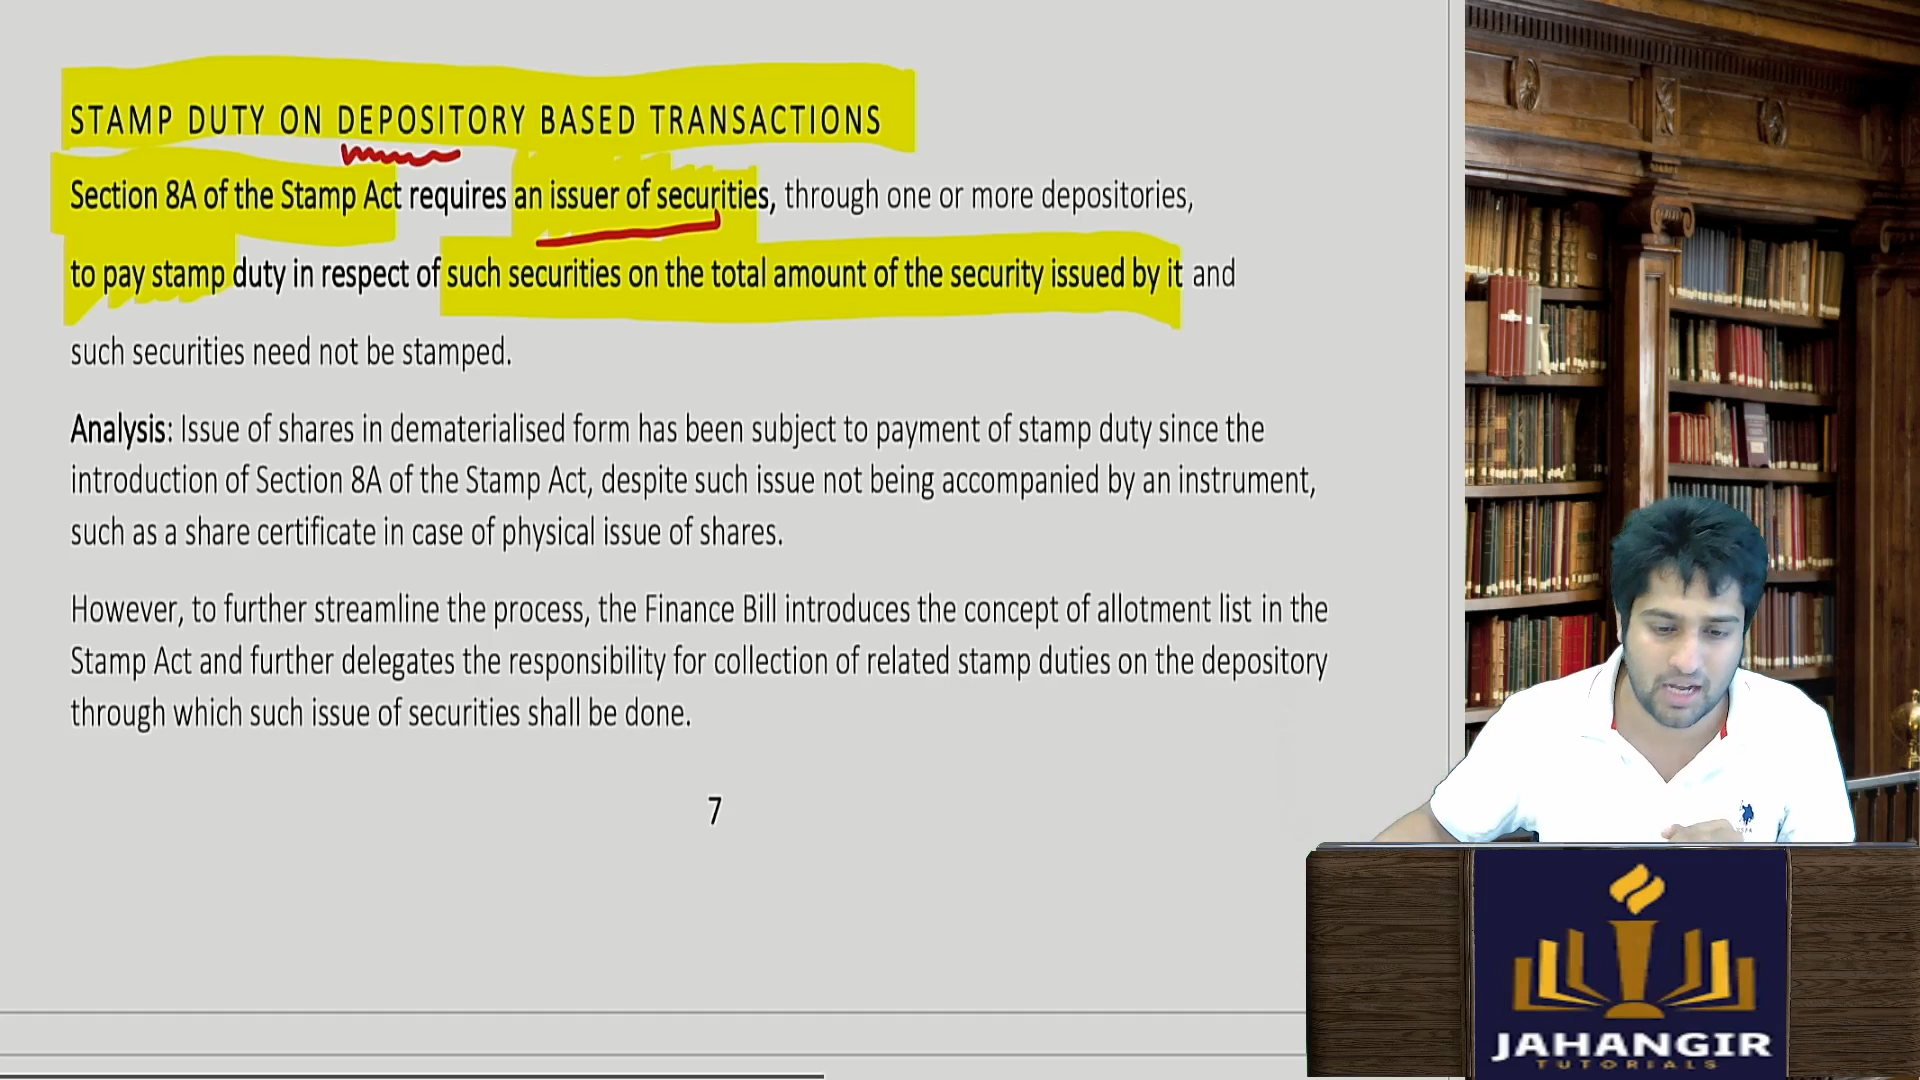 STAMP DUTY ON DEPOSITORY BASED TRANSACTIONS
Section 8A of the Stamp Act requires an issuer of securities, through one or more depositories,
to pay stamp duty in respect of such securities on the total amount of the security issued by it and
such securities need not be stamped.
Analysis: Issue of shares in dematerialised form has been subject to payment of stamp duty since the
introduction of Section 8A of the Stamp Act, despite such issue not being accompanied by an instrument,
such as a share certificate in case of physical issue of shares.
However, to further streamline the process, the Finance Bill introduces the concept of allotment list in the
Stamp Act and further delegates the responsibility for collection of related stamp duties on the depository
through which such issue of securities shall be done.
7
JAHANGIR
TUTORIALS